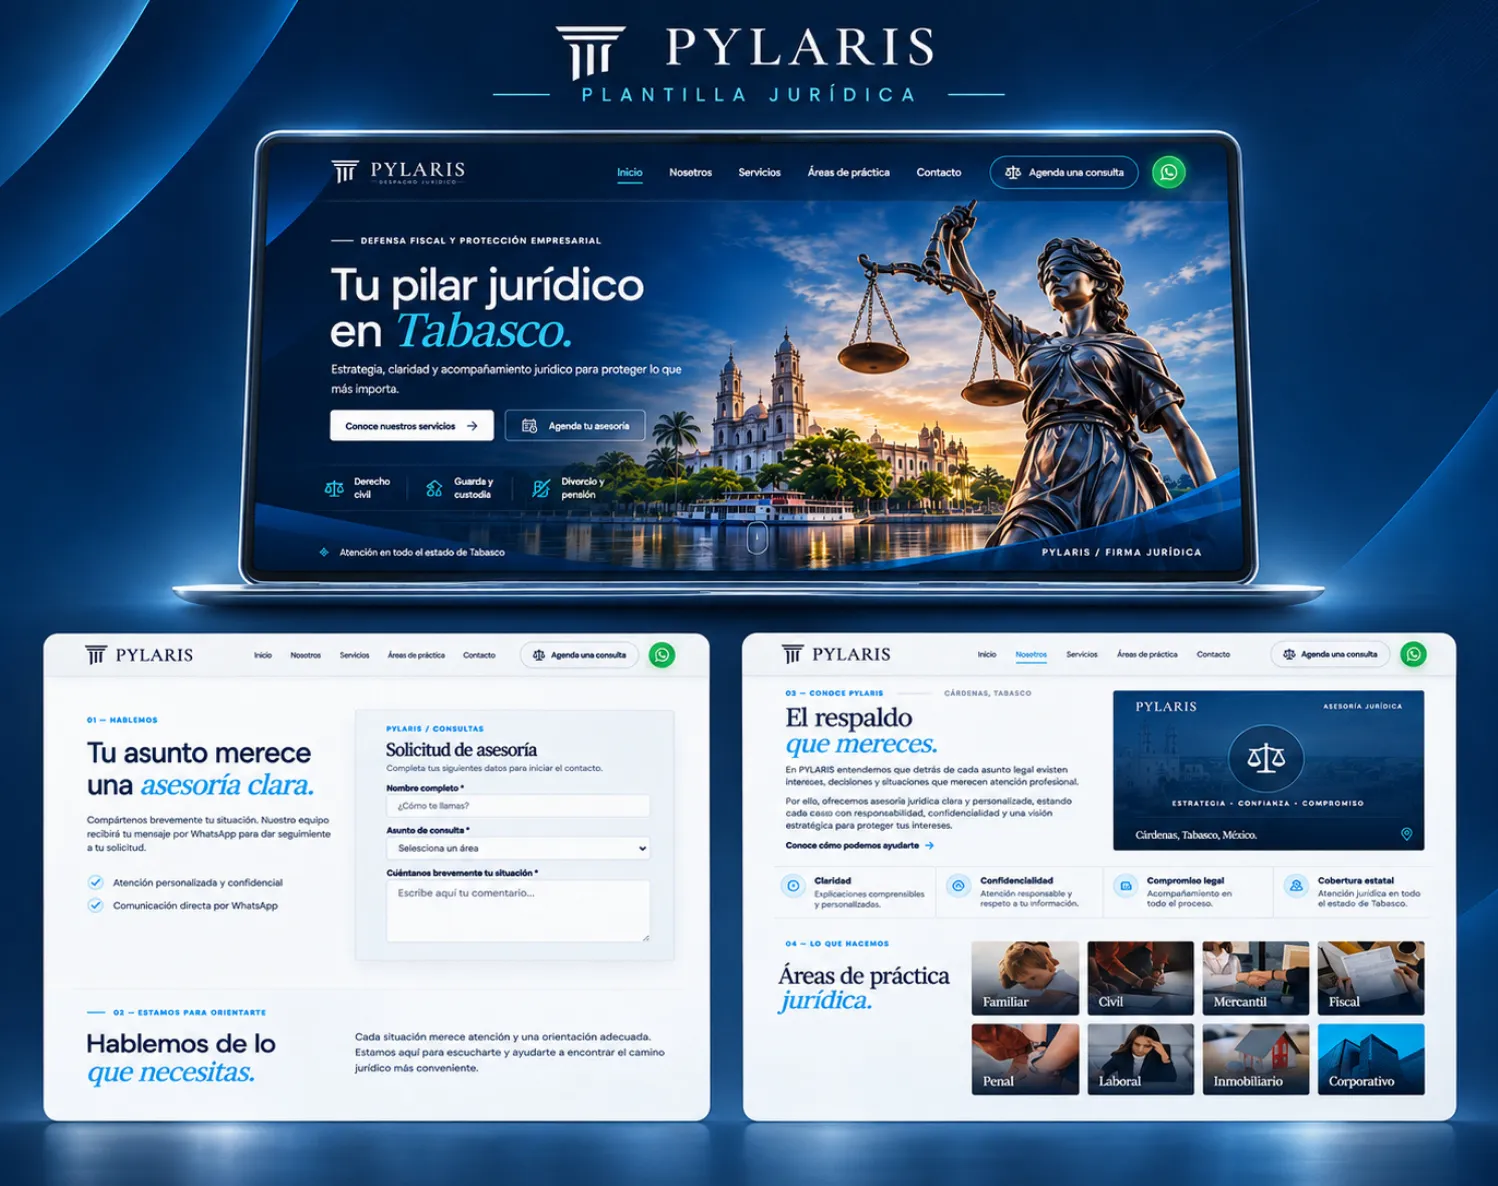 PYLARIS
PLANTILLA JURÍDICA
PYLARIS
DESPACHO JURÍDICO
Inicio
Nosotros
Servicios
Áreas de práctica
Contacto
Agenda una consulta
DEFENSA FISCAL Y PROTECCIÓN EMPRESARIAL
Tu pilar jurídico
en Tabasco.
Estrategia, claridad y acompañamiento jurídico para proteger lo que
más importa.
Conoce nuestros servicios →
Agenda tu asesoría
Derecho
civil
Guarda y
custodia
Divorcio y
pensión
Atención en todo el estado de Tabasco
PYLARIS / FIRMA JURÍDICA
PYLARIS
Inicio
Nosotros
Servicios
Áreas de práctica
Contacto
Agenda una consulta
01 — HABLEMOS
Tu asunto merece
una asesoría clara.
Compártenos brevemente tu situación. Nuestro equipo
recibirá tu mensaje por WhatsApp para dar seguimiento
a tu solicitud.
Atención personalizada y confidencial
Comunicación directa por WhatsApp
PYLARIS / CONSULTAS
Solicitud de asesoría
Completa tus siguientes datos para iniciar el contacto.
Nombre completo *
¿Cómo te llamas?
Asunto de consulta *
Selecciona un área
Cuéntanos brevemente tu situación *
Escribe aquí tu comentario...
02 — ESTAMOS PARA ORIENTARTE
Hablemos de lo
que necesitas.
Cada situación merece atención y una orientación adecuada.
Estamos aquí para escucharte y ayudarte a encontrar el camino
jurídico más conveniente.
PYLARIS
Inicio
Nosotros
Servicios
Áreas de práctica
Contacto
Agenda una consulta
03 — CONOCE PYLARIS
CÁRDENAS, TABASCO
El respaldo
que mereces.
En PYLARIS entendemos que detrás de cada asunto legal existen
intereses, decisiones y situaciones que merecen atención profesional.
Por ello, ofrecemos asesoría jurídica clara y personalizada, estando
cada caso con responsabilidad, confidencialidad y una visión
estratégica para proteger tus intereses.
Conoce cómo podemos ayudarte →
PYLARIS
ASESORÍA JURÍDICA
ESTRATEGIA • CONFIANZA • COMPROMISO
Cárdenas, Tabasco, México.
Claridad
Explicaciones comprensibles
y personalizadas.
Confidencialidad
Atención responsable y
respeto a tu información.
Compromiso legal
Acompañamiento en
todo el proceso.
Cobertura estatal
Atención jurídica en todo
el estado de Tabasco.
04 — LO QUE HACEMOS
Áreas de práctica
jurídica.
Familiar
Civil
Mercantil
Fiscal
Penal
Laboral
Inmobiliario
Corporativo